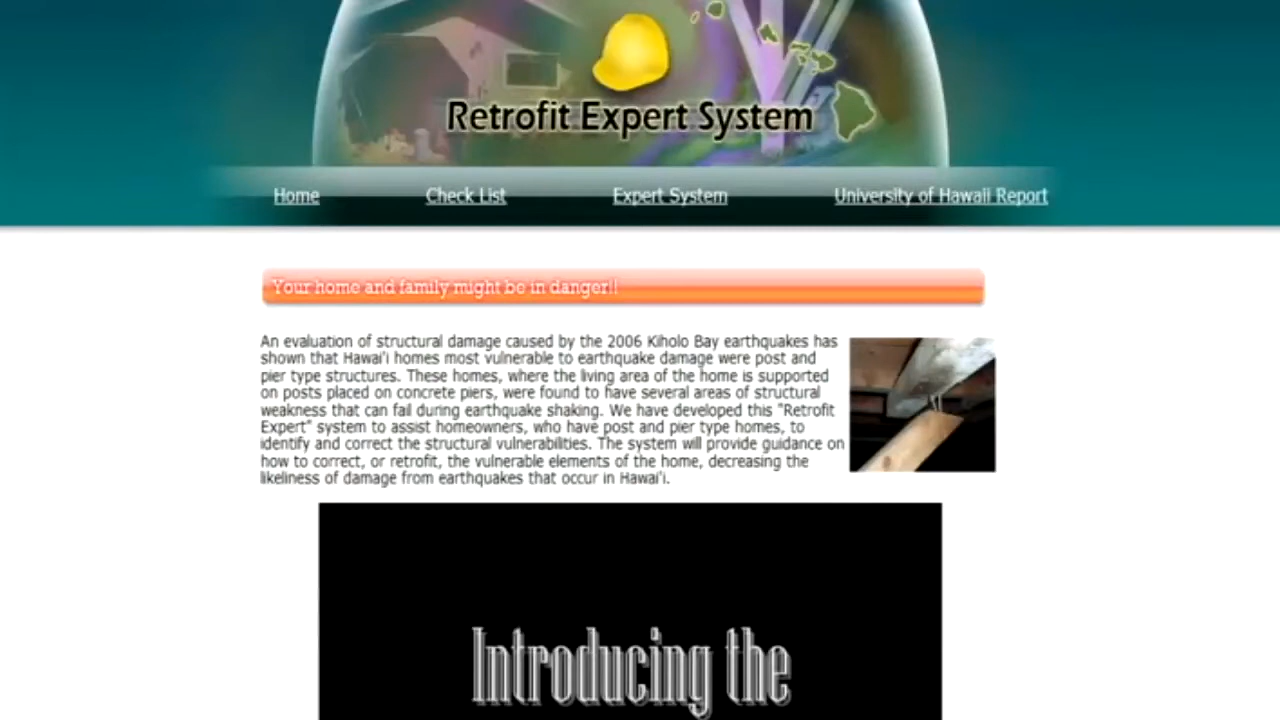 Retrofit Expert System
Home Check List Expert System University of Hawaii Report
Your home and family might be in danger!!
An evaluation of structural damage caused by the 2006 Kiholo Bay earthquakes has
shown that Hawai'i homes most vulnerable to earthquake damage were post and
pier type structures. These homes, where the living area of the home is supported
on posts placed on concrete piers, were found to have several areas of structural
weakness that can fail during earthquake shaking. We have developed this "Retrofit
Expert" system to assist homeowners, who have post and pier type homes, to
identify and correct the structural vulnerabilities. The system will provide guidance on
how to correct, or retrofit, the vulnerable elements of the home, decreasing the
likeliness of damage from earthquakes that occur in Hawai'i.
Introducing the